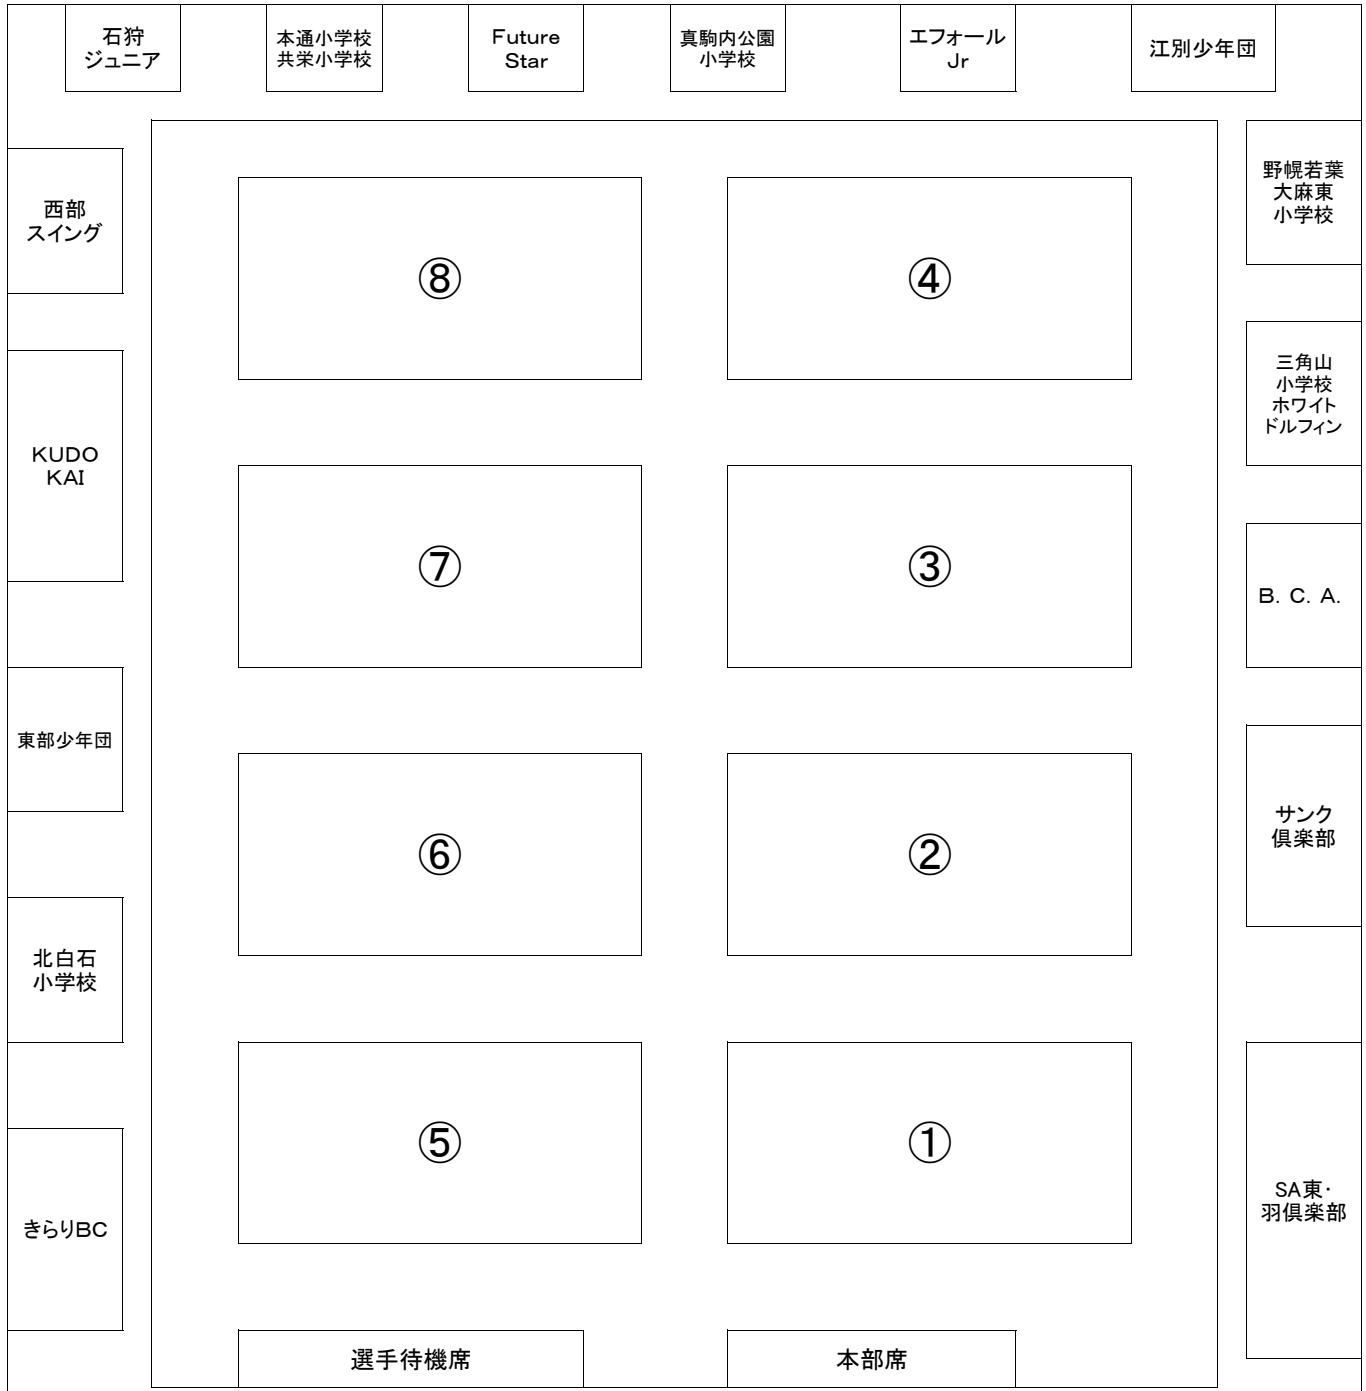 石狩
ジュニア
本通小学校
共栄小学校
Future
Star
真駒内公園
小学校
エフォール
Jr
江別少年団
西部
スイング
⑧
④
野幌若葉
大麻東
小学校
三角山
小学校
ホワイト
ドルフィン
KUDO
KAI
⑦
③
B. C. A.
東部少年団
⑥
②
サンク
倶楽部
北白石
小学校
⑤
①
きらりBC
SA東・
羽倶楽部
選手待機席
本部席